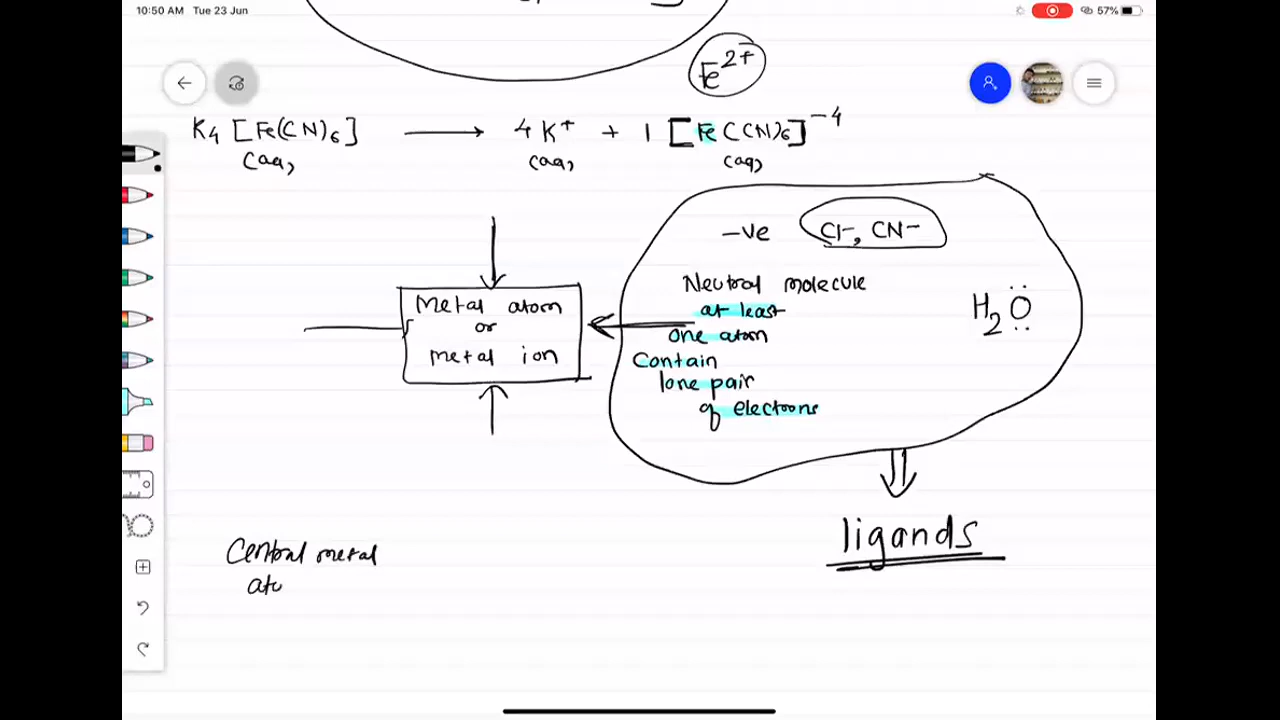 10:50 AM Tue 23 Jun
57%
Fe2+
K4 [Fe(CN)6] → 4 K+ + 1 [Fe(CN)6]-4
(aq) (aq) (aq)
-ve Cl-, CN-
Neutral molecule
at least
one atom
Contain
lone pair
of electrons
H2O
Metal atom
or
metal ion
ligands
Central metal
ato